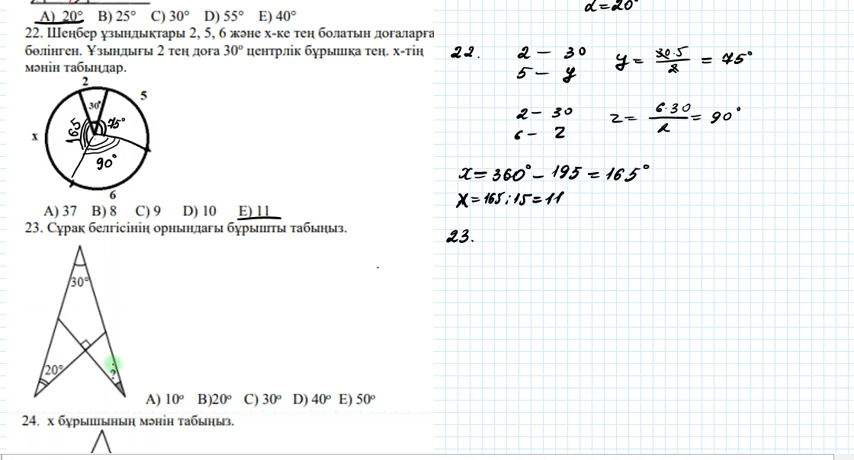 A) 20° B) 25° C) 30° D) 55° E) 40°
22. Шеңбер ұзындықтары 2, 5, 6 және х-ке тең болатын доғаларға
бөлінген. Ұзындығы 2 тең доға 30° центрлік бұрышқа тең. х-тің
мәнін табыңдар.
2
30°
5
75°
x
165
90°
6
A) 37 B) 8 C) 9 D) 10 E) 11
23. Сұрақ белгісінің орнындағы бұрышты табыңыз.
30°
20°
?
A) 10° B)20° C) 30° D) 40° E) 50°
24. х бұрышының мәнін табыңыз.
α=20°
22. 2 – 30
5 – y
y = 30·5/2 = 75°
2 – 30
6 – z
z = 6·30/2 = 90°
x = 360° – 195 = 165°
x = 165:15 = 11
23.